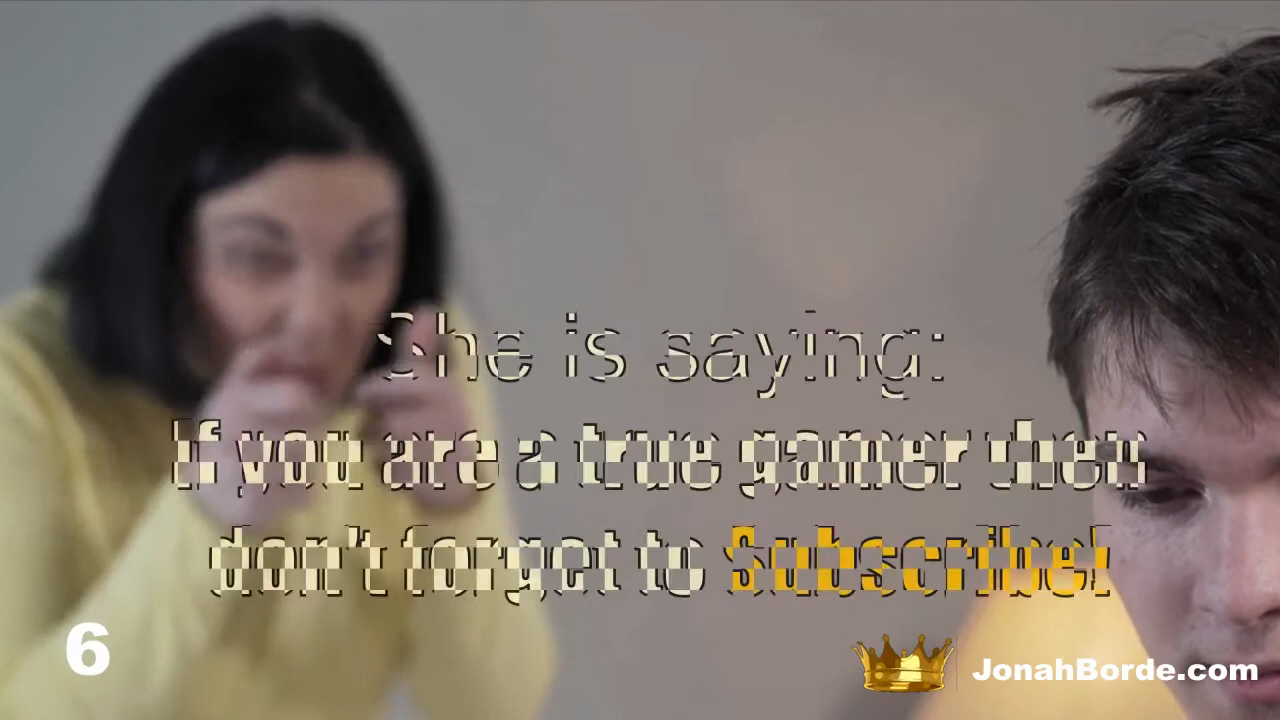 She is saying:
If you are a true gamer then
don't forget to Subscribe!
6
JonahBorde.com